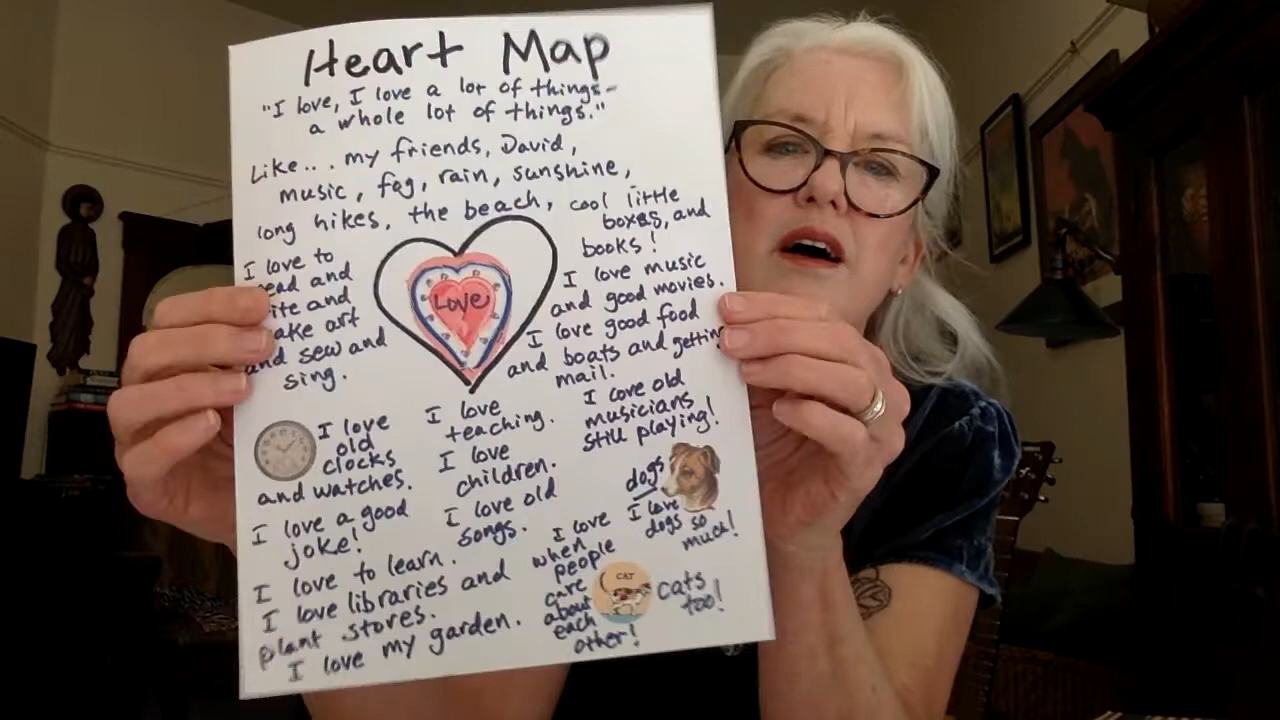 Heart Map
"I love, I love a lot of things-
a whole lot of things."
Like... my friends, David,
music, fog, rain, sunshine,
long hikes, the beach, cool little
boxes, and
books!
I love to
ead and
ite and
ake art
and sew and
sing.
Love
I love music
and good movies.
I love good food
and boats and gettin
mail.
I love old
clocks
and watches.
I love
teaching.
I love
children.
I love old
songs.
I love old
musicians
still playing!
dogs
I love
dogs so
much!
I love a good
joke!
I love to learn.
I love libraries and
plant stores.
I love my garden.
I love
when
people
care
about
each
other!
CAT
cats
too!